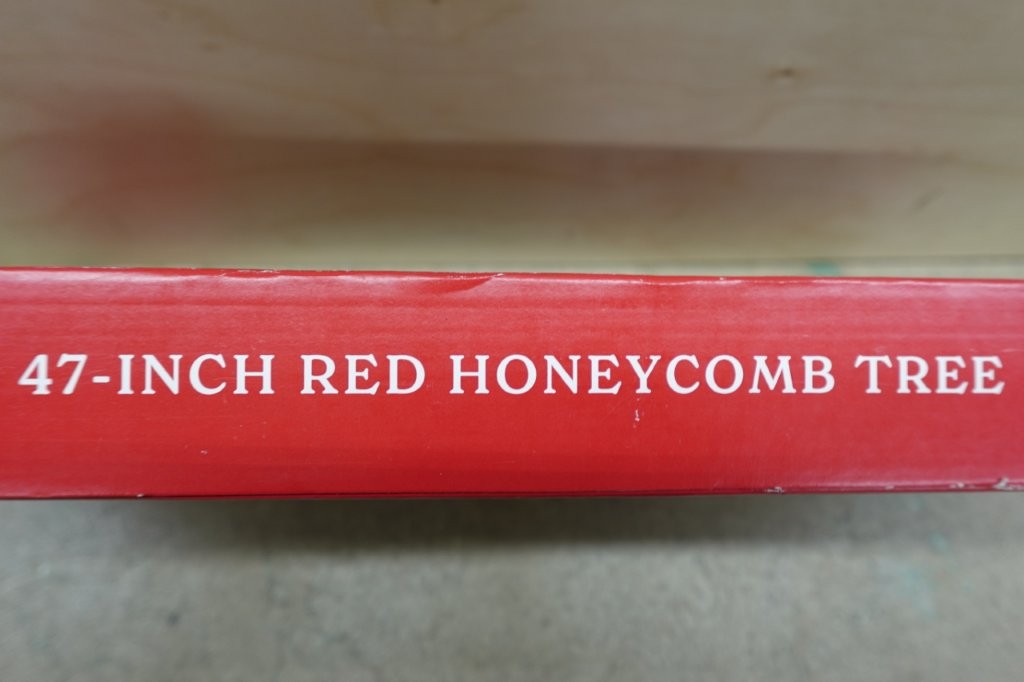 47-INCH RED HONEYCOMB TREE